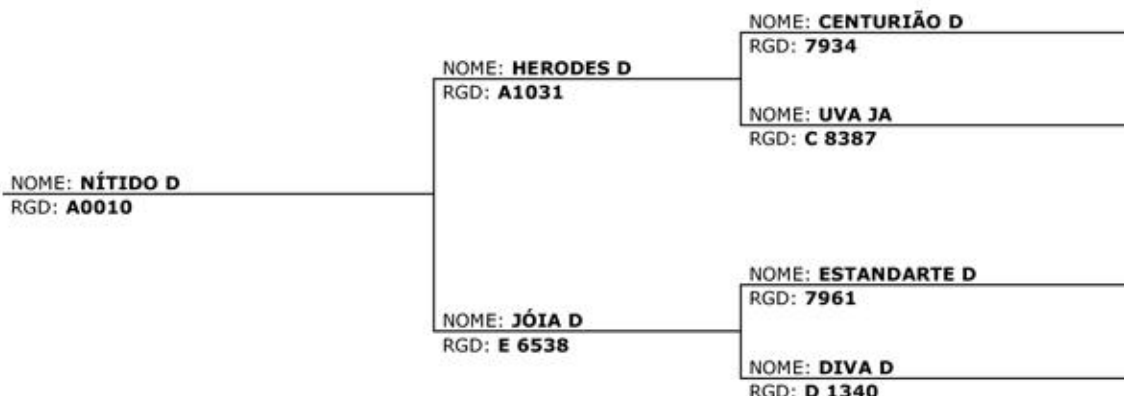 NOME: CENTURIÃO D
RGD: 7934
NOME: HERODES D
RGD: A1031
NOME: UVA JA
RGD: C 8387
NOME: NÍTIDO D
RGD: A0010
NOME: ESTANDARTE D
RGD: 7961
NOME: JÓIA D
RGD: E 6538
NOME: DIVA D
RGD: D 1340